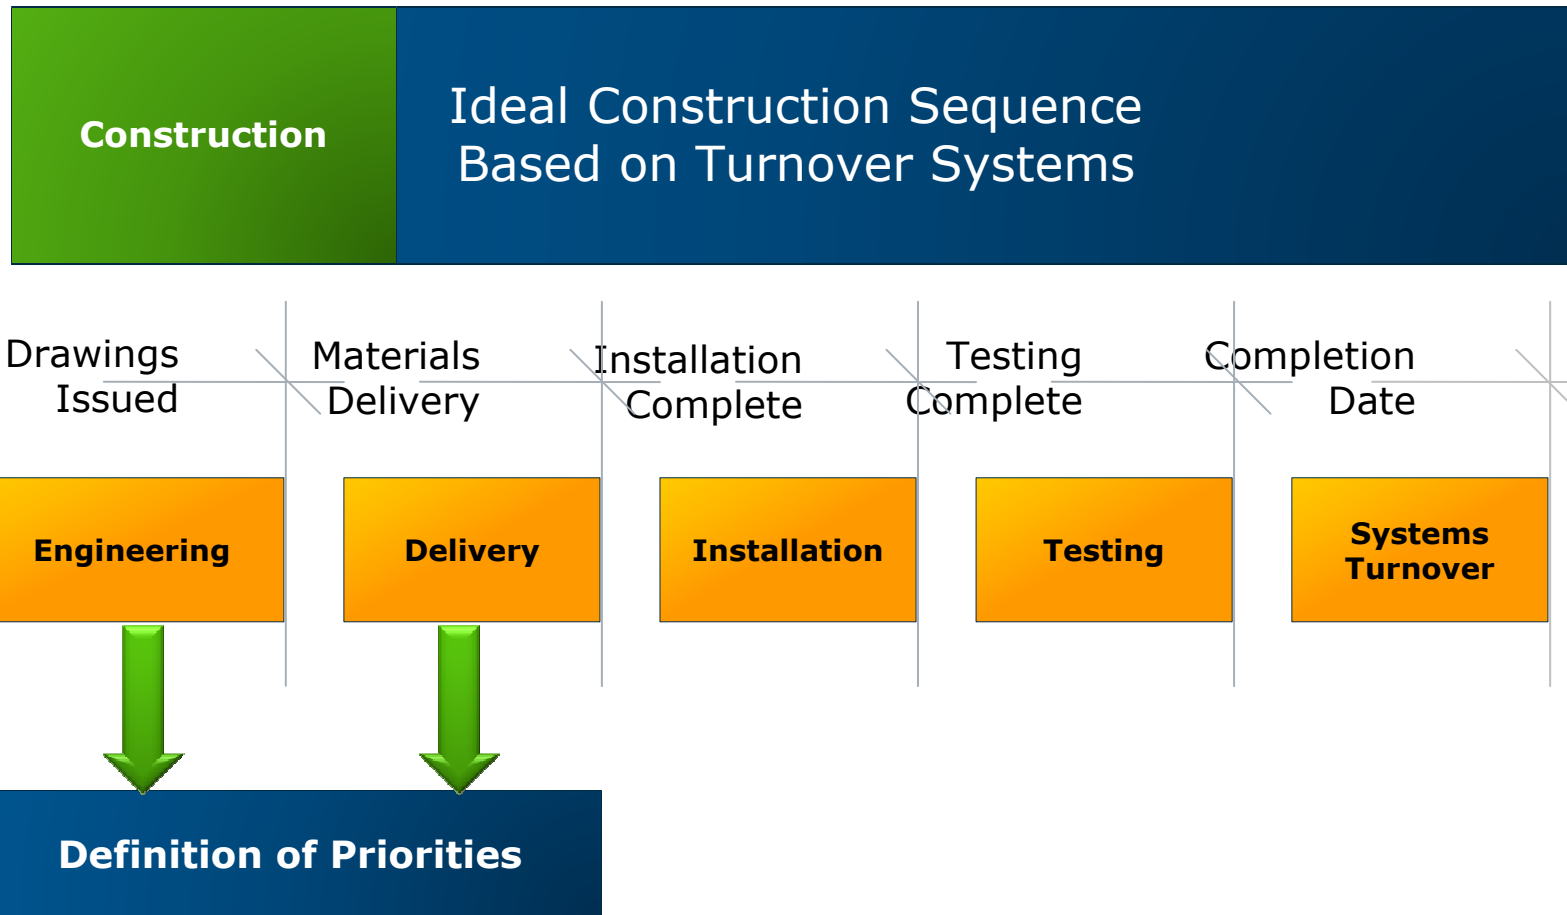 Construction
Ideal Construction Sequence
Based on Turnover Systems
Drawings
Issued
Materials
Delivery
Installation
Complete
Testing
Complete
Completion
Date
Engineering
Delivery
Installation
Testing
Systems
Turnover
Definition of Priorities